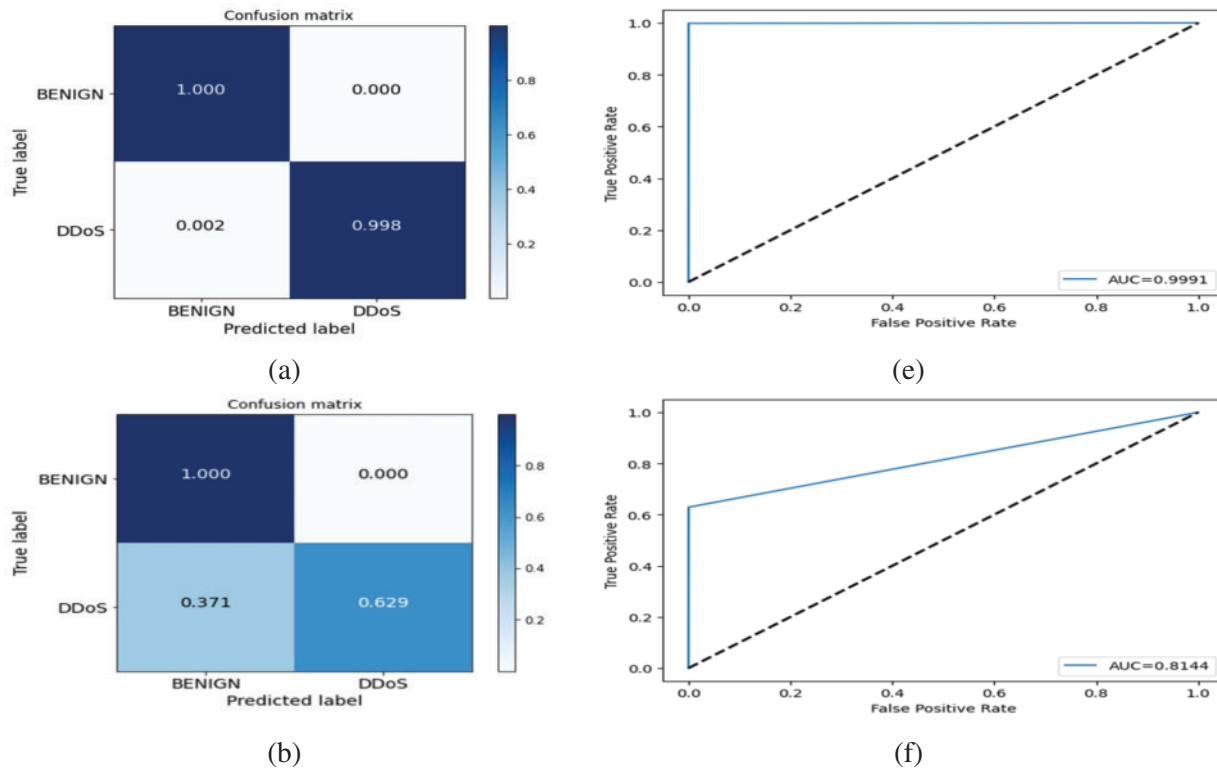 Confusion matrix
BENIGN
1.000
0.000
DDoS
0.002
0.998
True label
BENIGN
DDoS
Predicted label
0.8
0.6
0.4
0.2
(a)
1.0
0.8
0.6
0.4
0.2
0.0
True Positive Rate
AUC=0.9991
0.0 0.2 0.4 0.6 0.8 1.0
False Positive Rate
(e)
Confusion matrix
BENIGN
1.000
0.000
DDoS
0.371
0.629
True label
BENIGN
DDoS
Predicted label
0.8
0.6
0.4
0.2
(b)
1.0
0.8
0.6
0.4
0.2
0.0
True Positive Rate
AUC=0.8144
0.0 0.2 0.4 0.6 0.8 1.0
False Positive Rate
(f)